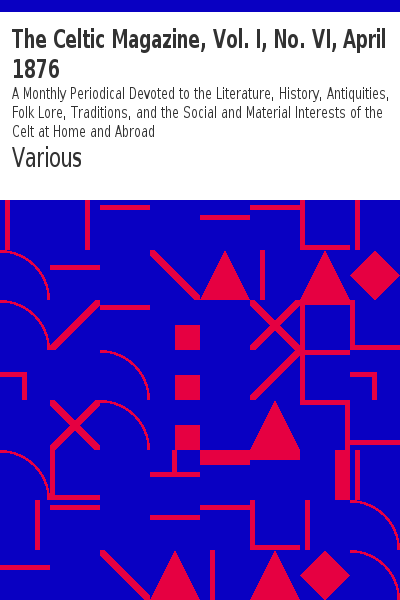 The Celtic Magazine, Vol. I, No. VI, April
1876
A Monthly Periodical Devoted to the Literature, History, Antiquities,
Folk Lore, Traditions, and the Social and Material Interests of the
Celt at Home and Abroad
Various